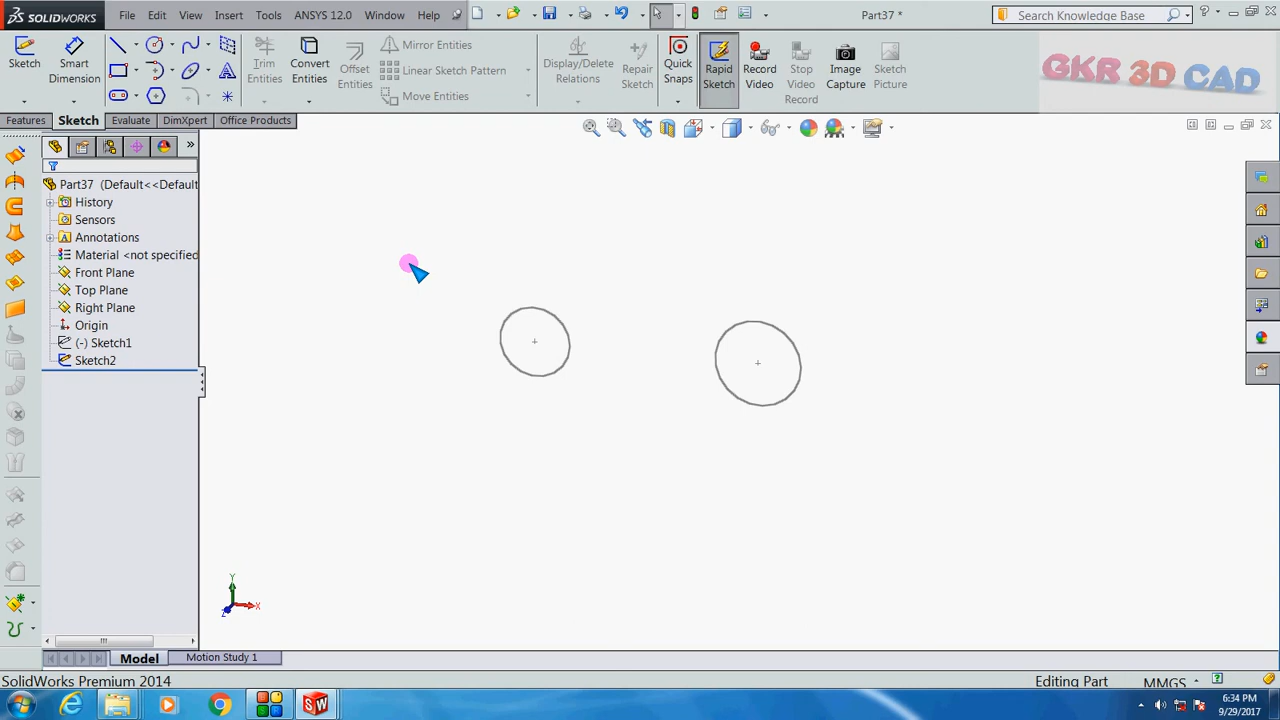 SOLIDWORKS
File Edit View Insert Tools ANSYS 12.0 Window Help
Part37 *
Search Knowledge Base
Sketch
Smart Dimension
Trim Entities
Convert Entities
Offset Entities
Mirror Entities
Linear Sketch Pattern
Move Entities
Display/Delete Relations
Repair Sketch
Quick Snaps
Rapid Sketch
Record Video
Stop Video Record
Image Capture
Sketch Picture
GKR 3D CAD
Features Sketch Evaluate DimXpert Office Products
Part37 (Default<<Default
History
Sensors
Annotations
Material <not specified
Front Plane
Top Plane
Right Plane
Origin
(-) Sketch1
Sketch2
Y
X
Z
Model Motion Study 1
SolidWorks Premium 2014
Editing Part
MMGS
6:34 PM
9/29/2017